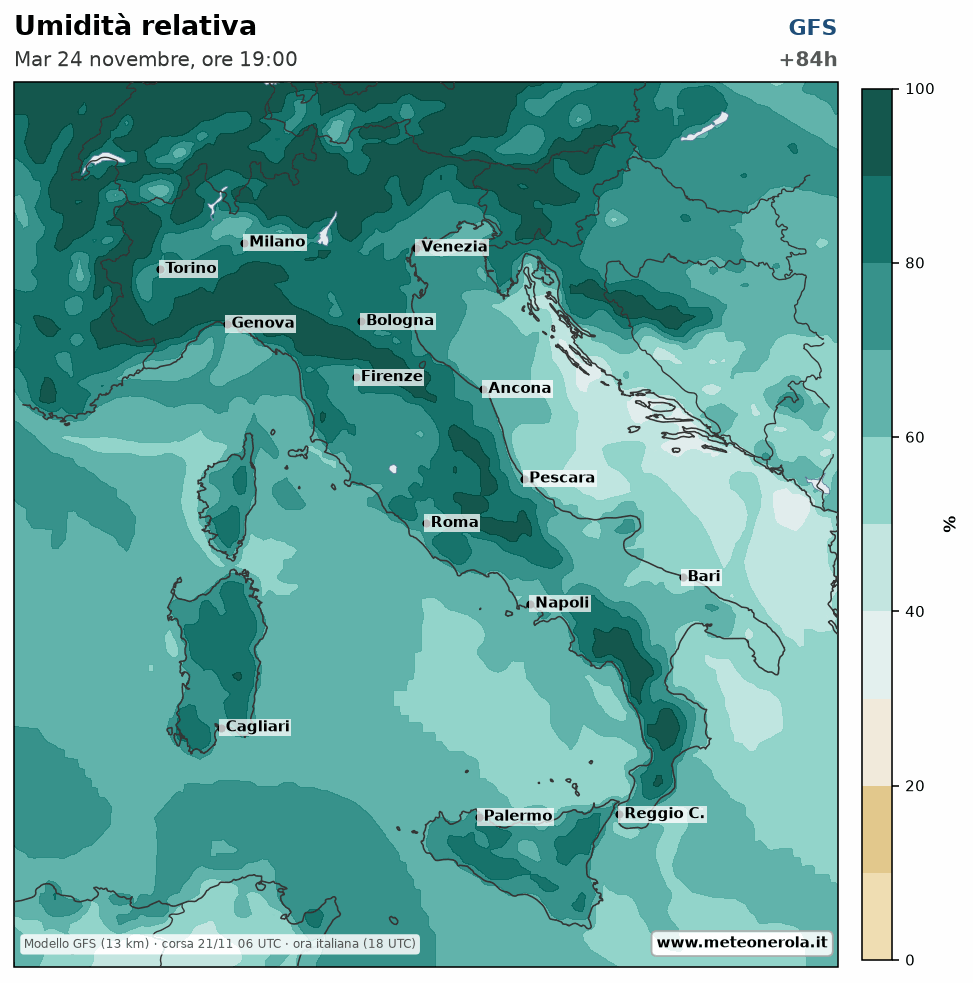 Umidità relativa
GFS
Mar 24 novembre, ore 19:00
+84h
100
80
60
40
20
0
%
Milano
Venezia
Torino
Genova
Bologna
Firenze
Ancona
Pescara
Roma
Bari
Napoli
Cagliari
Palermo
Reggio C.
Modello GFS (13 km) · corsa 21/11 06 UTC · ora italiana (18 UTC)
www.meteonerola.it